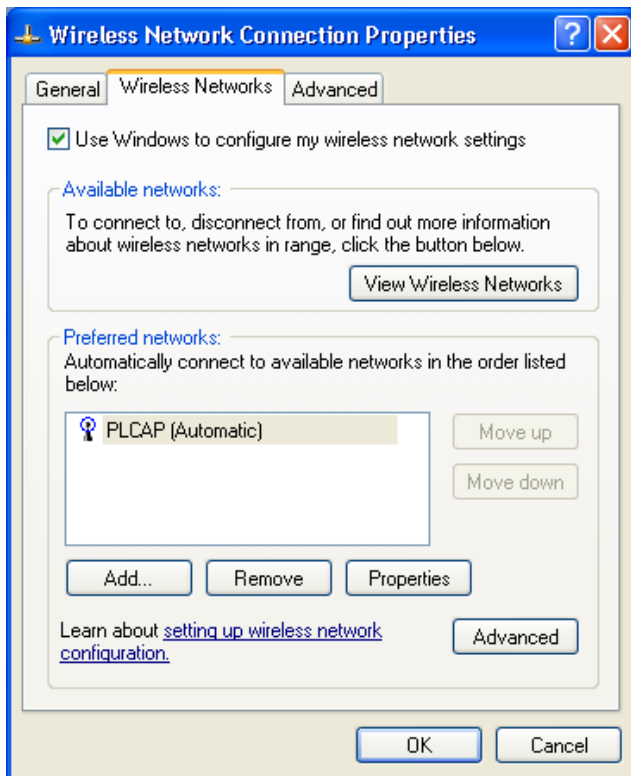 Wireless Network Connection Properties
?
General
Wireless Networks
Advanced
Use Windows to configure my wireless network settings
Available networks:
To connect to, disconnect from, or find out more information
about wireless networks in range, click the button below.
View Wireless Networks
Preferred networks:
Automatically connect to available networks in the order listed
below:
PLCAP (Automatic)
Move up
Move down
Add...
Remove
Properties
Learn about setting up wireless network
configuration.
Advanced
OK
Cancel